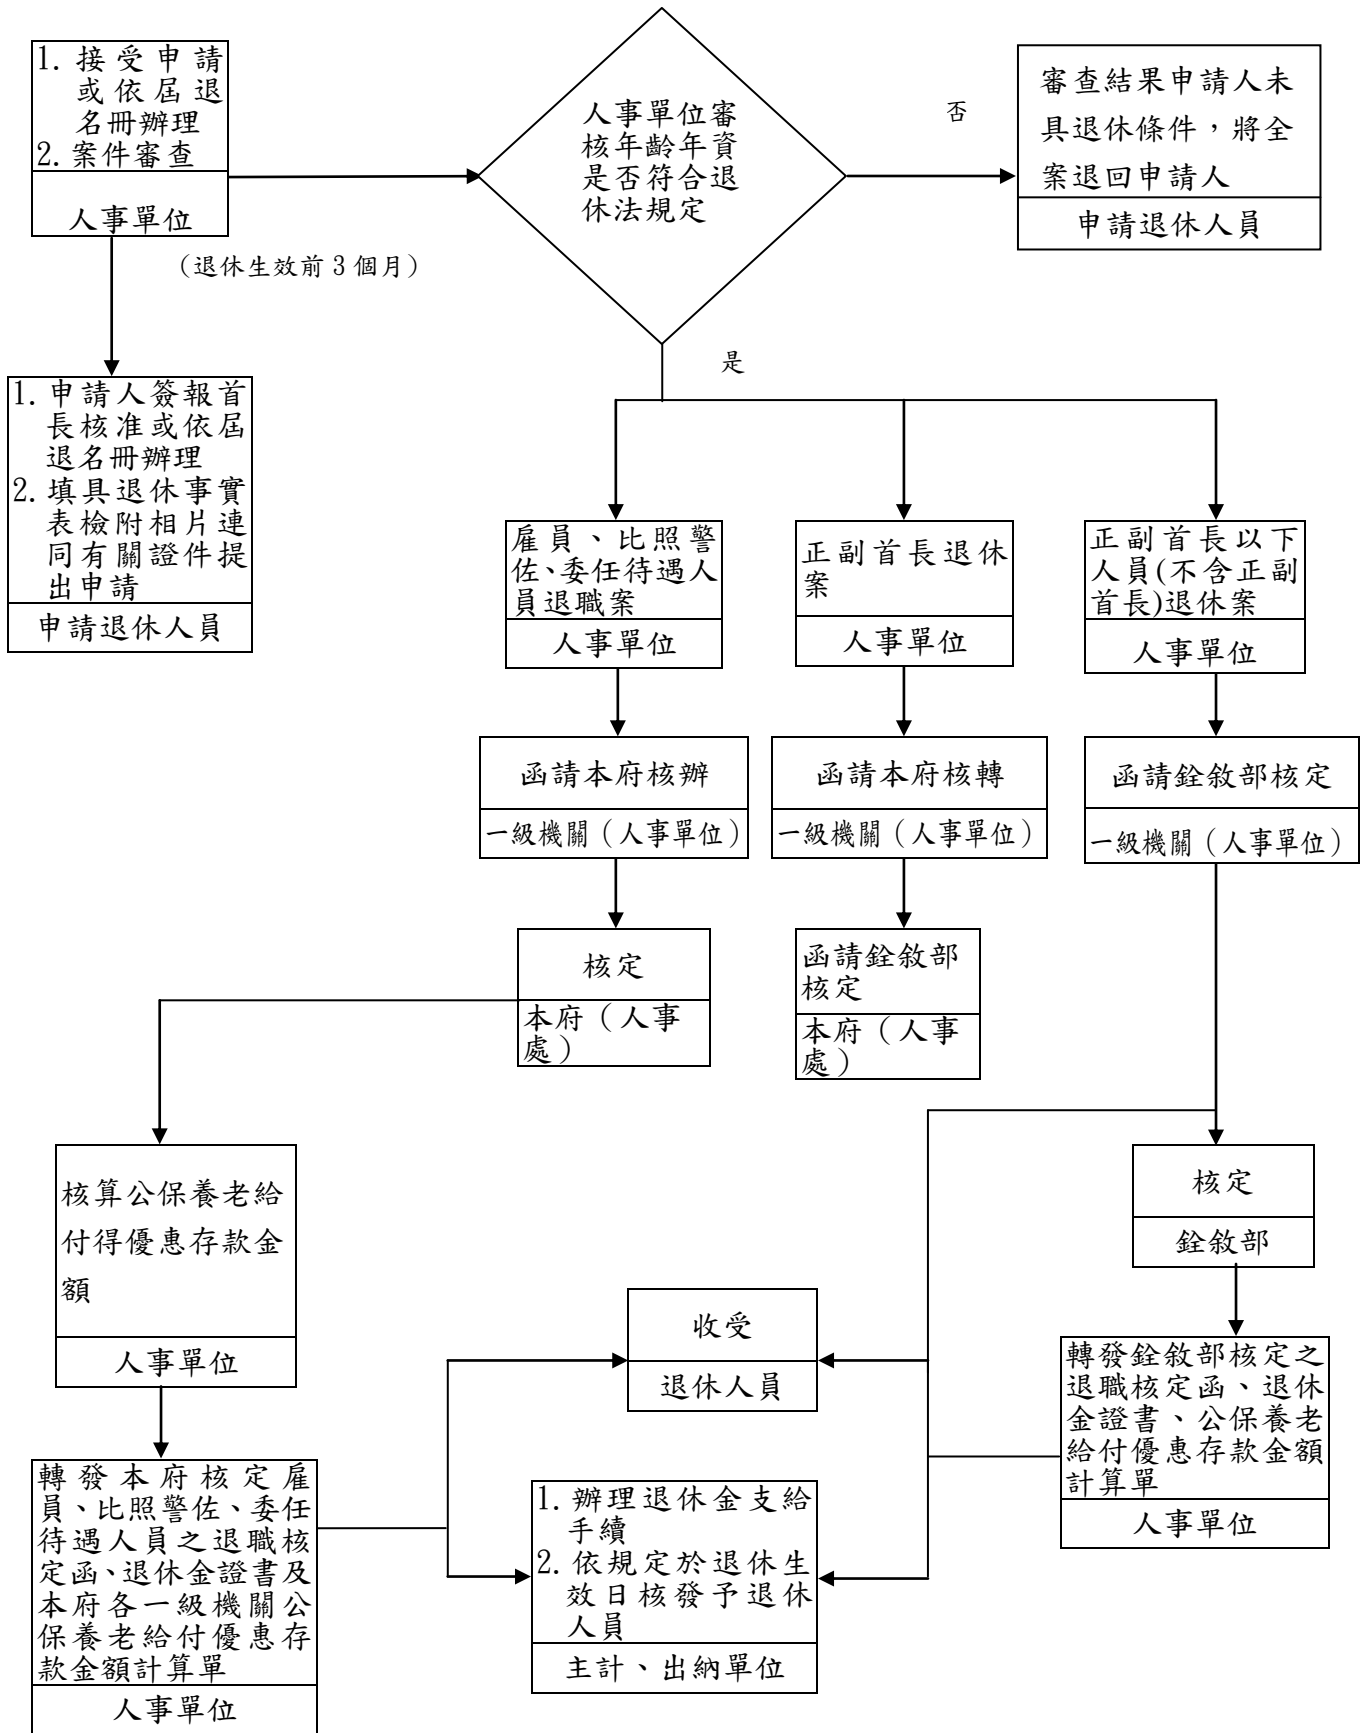 1. 接受申請
或依屆退
名冊辦理
2. 案件審查
人事單位
人事單位審
核年齡年資
是否符合退
休法規定
否
審查結果申請人未
具退休條件，將全
案退回申請人
申請退休人員
（退休生效前 3 個月）
是
1. 申請人簽報首
長核准或依屆
退名冊辦理
2. 填具退休事實
表檢附相片連
同有關證件提
出申請
申請退休人員
雇員、比照警
佐、委任待遇人
員退職案
人事單位
正副首長退休
案
人事單位
正副首長以下
人員(不含正副
首長)退休案
人事單位
函請本府核辦
一級機關（人事單位）
函請本府核轉
一級機關（人事單位）
函請銓敘部核定
一級機關（人事單位）
核定
本府（人事
處）
函請銓敘部
核定
本府（人事
處）
核算公保養老給
付得優惠存款金
額
人事單位
核定
銓敘部
收受
退休人員
轉發銓敘部核定之
退職核定函、退休
金證書、公保養老
給付優惠存款金額
計算單
人事單位
轉發本府核定雇
員、比照警佐、委任
待遇人員之退職核
定函、退休金證書及
本府各一級機關公
保養老給付優惠存
款金額計算單
人事單位
1. 辦理退休金支給
手續
2. 依規定於退休生
效日核發予退休
人員
主計、出納單位